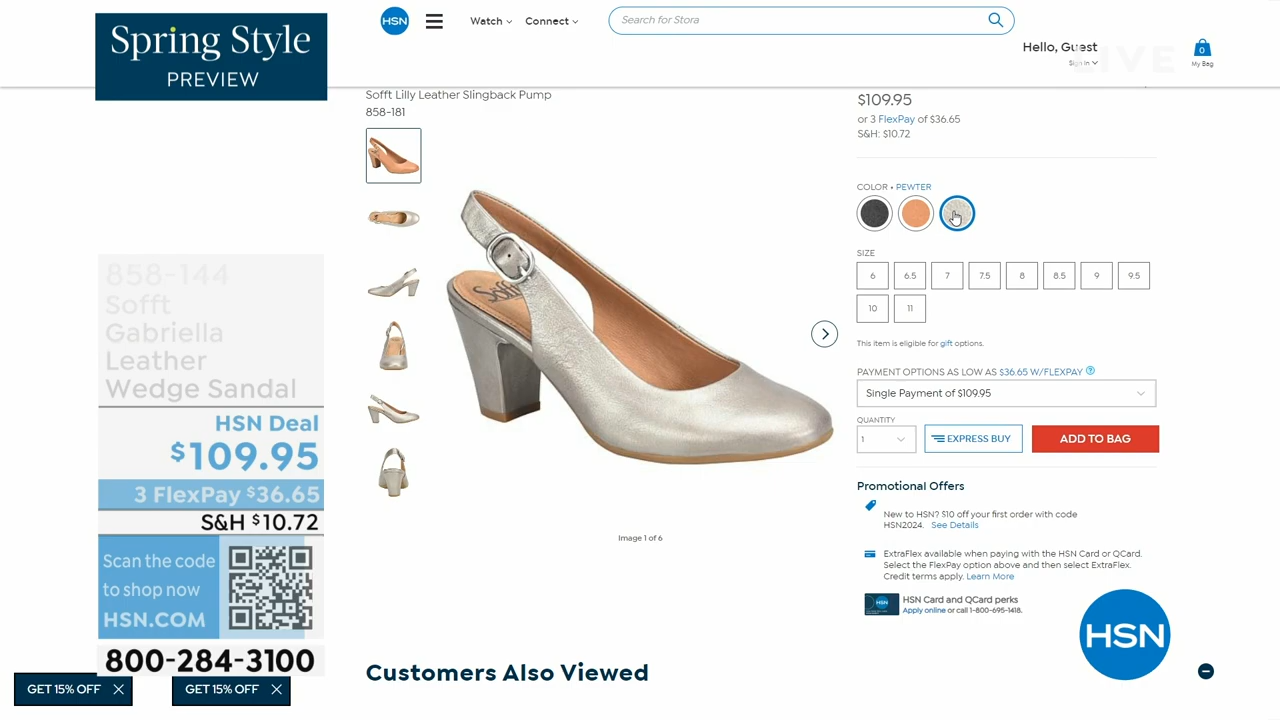 Spring Style
PREVIEW
HSN
Watch
Connect
Search for Stora
Hello, Guest
Sign In
LIVE
0
My Bag
Sofft Lilly Leather Slingback Pump
858-181
$109.95
or 3 FlexPay of $36.65
S&H: $10.72
COLOR • PEWTER
SIZE
6
6.5
7
7.5
8
8.5
9
9.5
10
11
This item is eligible for gift options.
PAYMENT OPTIONS AS LOW AS $36.65 W/FLEXPAY ?
Single Payment of $109.95
QUANTITY
1
EXPRESS BUY
ADD TO BAG
Promotional Offers
New to HSN? $10 off your first order with code
HSN2024. See Details
ExtraFlex available when paying with the HSN Card or QCard.
Select the FlexPay option above and then select ExtraFlex.
Credit terms apply. Learn More
HSN
HSN Card and QCard perks
Apply online or call 1-800-695-1418.
Sofft
Image 1 of 6
858-144
Sofft
Gabriella
Leather
Wedge Sandal
HSN Deal
$109.95
3 FlexPay $36.65
S&H $10.72
Scan the code
to shop now
HSN.COM
800-284-3100
GET 15% OFF
GET 15% OFF
Customers Also Viewed
HSN